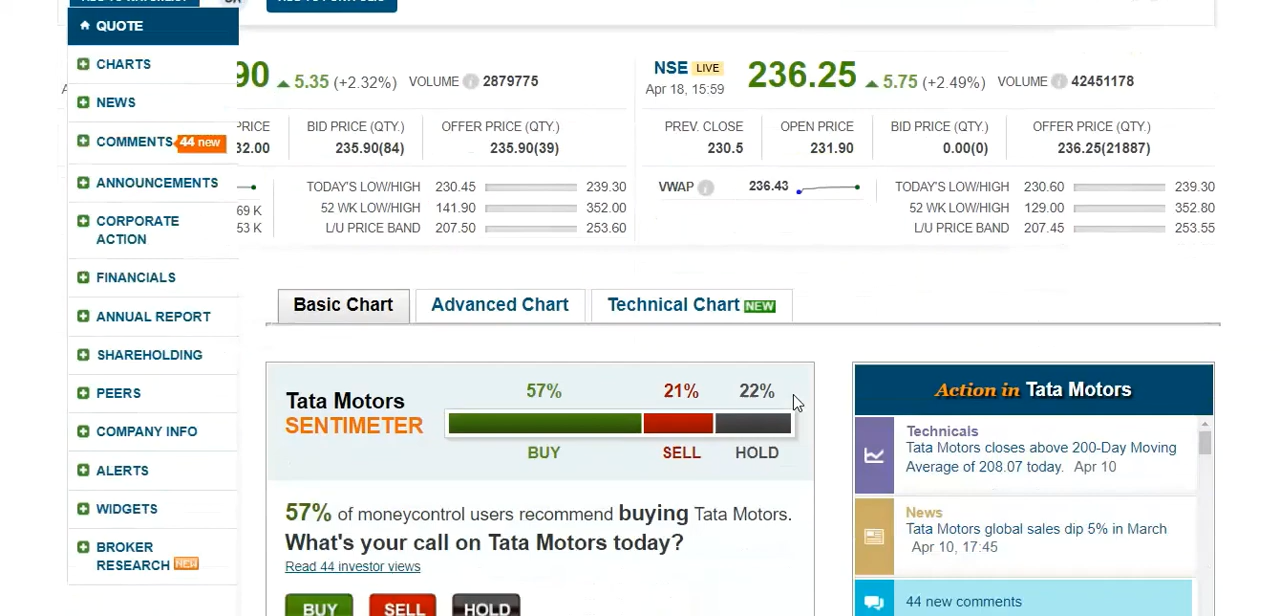 QUOTE
CHARTS
NEWS
COMMENTS 44 new
ANNOUNCEMENTS
CORPORATE
ACTION
FINANCIALS
ANNUAL REPORT
SHAREHOLDING
PEERS
COMPANY INFO
ALERTS
WIDGETS
BROKER
RESEARCH NEW
90 5.35 (+2.32%) VOLUME 2879775
PRICE BID PRICE (QTY.) OFFER PRICE (QTY.)
32.00 235.90(84) 235.90(39)
TODAY'S LOW/HIGH 230.45 239.30
52 WK LOW/HIGH 141.90 352.00
69 K
L/U PRICE BAND 207.50 253.60
53 K
NSE LIVE 236.25 5.75 (+2.49%) VOLUME 42451178
Apr 18, 15:59
PREV. CLOSE OPEN PRICE BID PRICE (QTY.) OFFER PRICE (QTY.)
230.5 231.90 0.00(0) 236.25(21887)
VWAP 236.43 TODAY'S LOW/HIGH 230.60 239.30
52 WK LOW/HIGH 129.00 352.80
L/U PRICE BAND 207.45 253.55
Basic Chart Advanced Chart Technical Chart NEW
Tata Motors
SENTIMETER
57% 21% 22%
BUY SELL HOLD
57% of moneycontrol users recommend buying Tata Motors.
What's your call on Tata Motors today?
Read 44 investor views
BUY SELL HOLD
Action in Tata Motors
Technicals
Tata Motors closes above 200-Day Moving
Average of 208.07 today. Apr 10
News
Tata Motors global sales dip 5% in March
Apr 10, 17:45
44 new comments